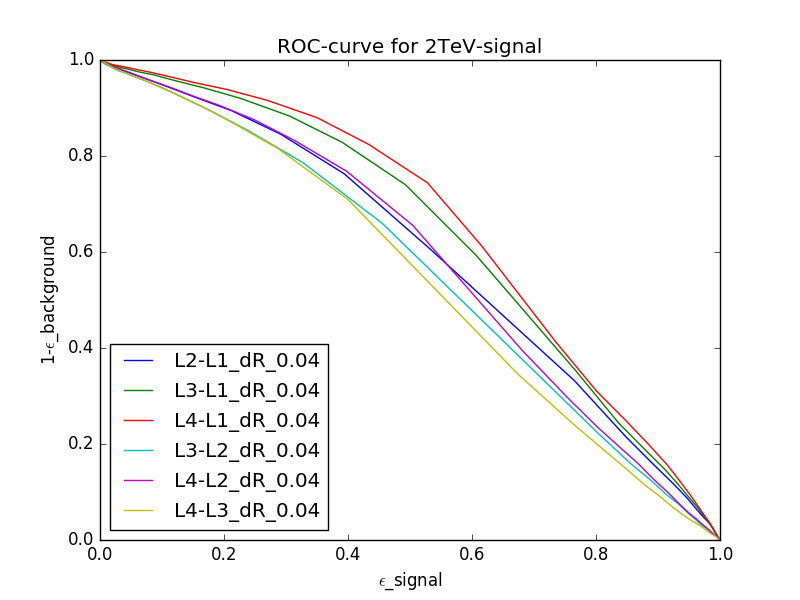 ROC-curve for 2TeV-signal
1.0
0.8
0.6
0.4
0.2
0.0
1-ϵ_background
L2-L1_dR_0.04
L3-L1_dR_0.04
L4-L1_dR_0.04
L3-L2_dR_0.04
L4-L2_dR_0.04
L4-L3_dR_0.04
0.0 0.2 0.4 0.6 0.8 1.0
ϵ_signal